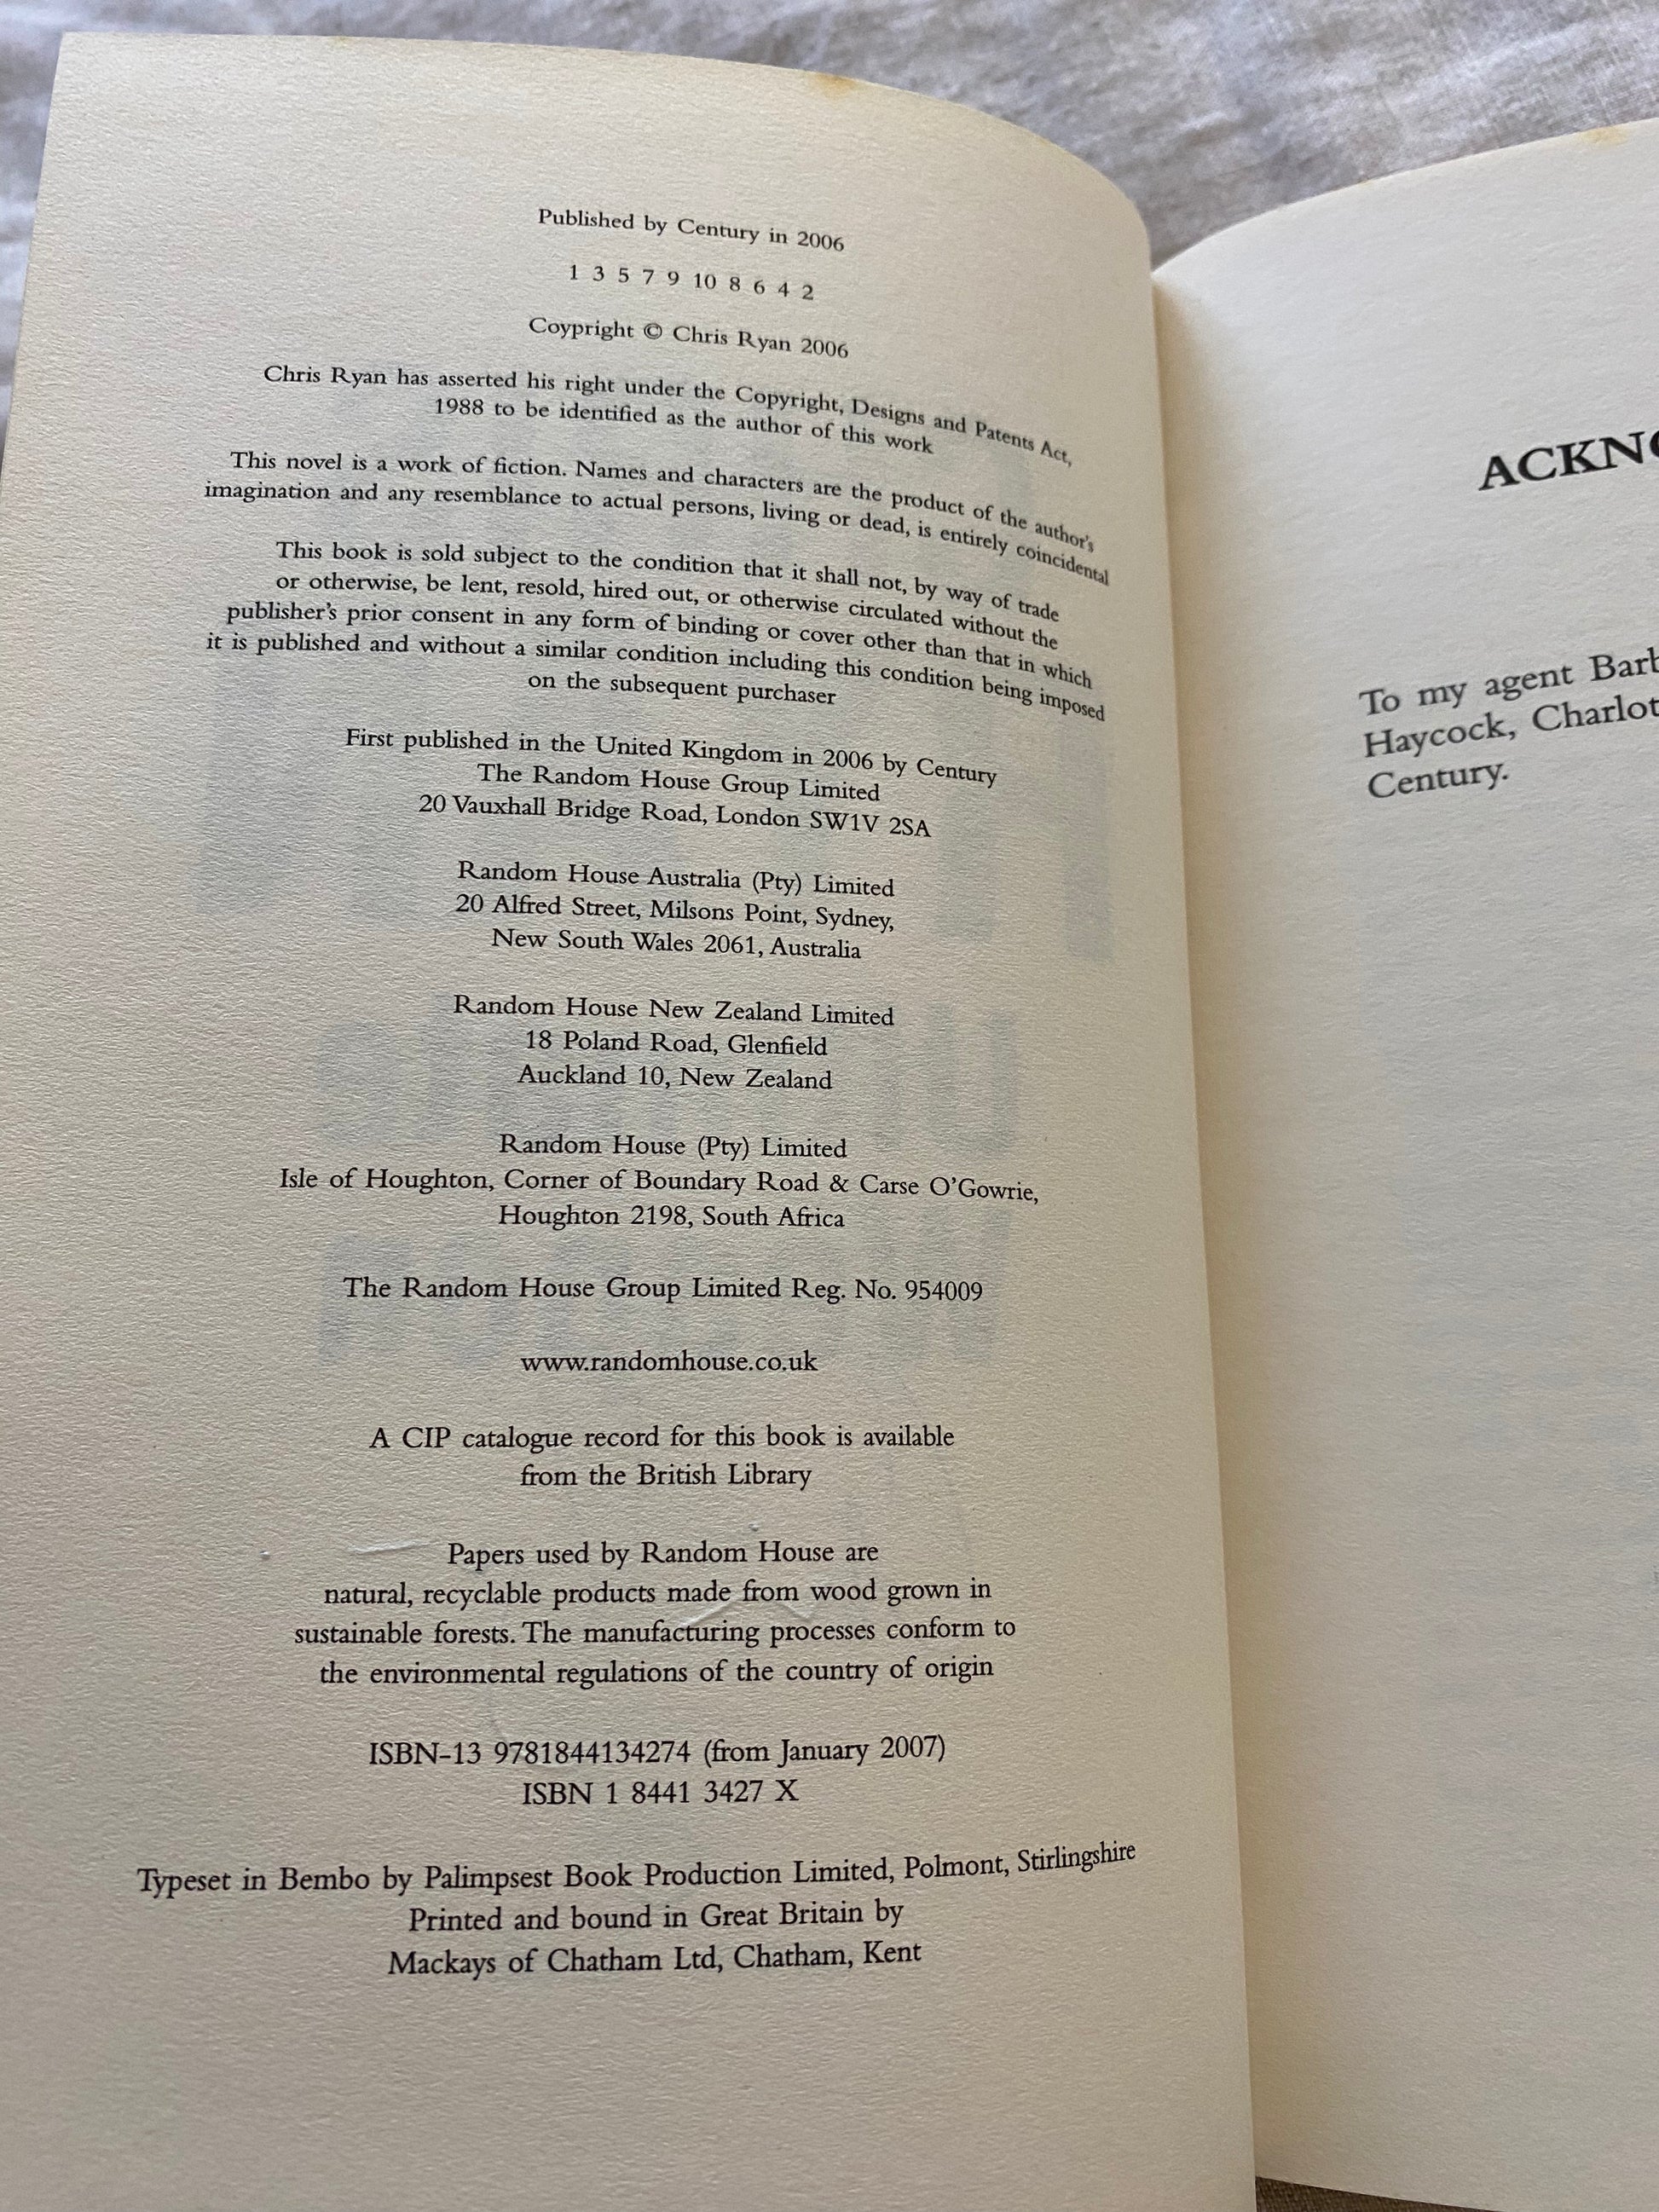 Published by Century in 2006
1 3 5 7 9 10 8 6 4 2
Coypright © Chris Ryan 2006
Chris Ryan has asserted his right under the Copyright, Designs and Patents Act,
1988 to be identified as the author of this work
This novel is a work of fiction. Names and characters are the product of the author's
imagination and any resemblance to actual persons, living or dead, is entirely coincidental
This book is sold subject to the condition that it shall not, by way of trade
or otherwise, be lent, resold, hired out, or otherwise circulated without the
publisher's prior consent in any form of binding or cover other than that in which
it is published and without a similar condition including this condition being imposed
on the subsequent purchaser
First published in the United Kingdom in 2006 by Century
The Random House Group Limited
20 Vauxhall Bridge Road, London SW1V 2SA
Random House Australia (Pty) Limited
20 Alfred Street, Milsons Point, Sydney,
New South Wales 2061, Australia
Random House New Zealand Limited
18 Poland Road, Glenfield
Auckland 10, New Zealand
Random House (Pty) Limited
Isle of Houghton, Corner of Boundary Road & Carse O'Gowrie,
Houghton 2198, South Africa
The Random House Group Limited Reg. No. 954009
www.randomhouse.co.uk
A CIP catalogue record for this book is available
from the British Library
Papers used by Random House are
natural, recyclable products made from wood grown in
sustainable forests. The manufacturing processes conform to
the environmental regulations of the country of origin
ISBN-13 9781844134274 (from January 2007)
ISBN 1 8441 3427 X
Typeset in Bembo by Palimpsest Book Production Limited, Polmont, Stirlingshire
Printed and bound in Great Britain by
Mackays of Chatham Ltd, Chatham, Kent
To my agent
Haycock,
Century.